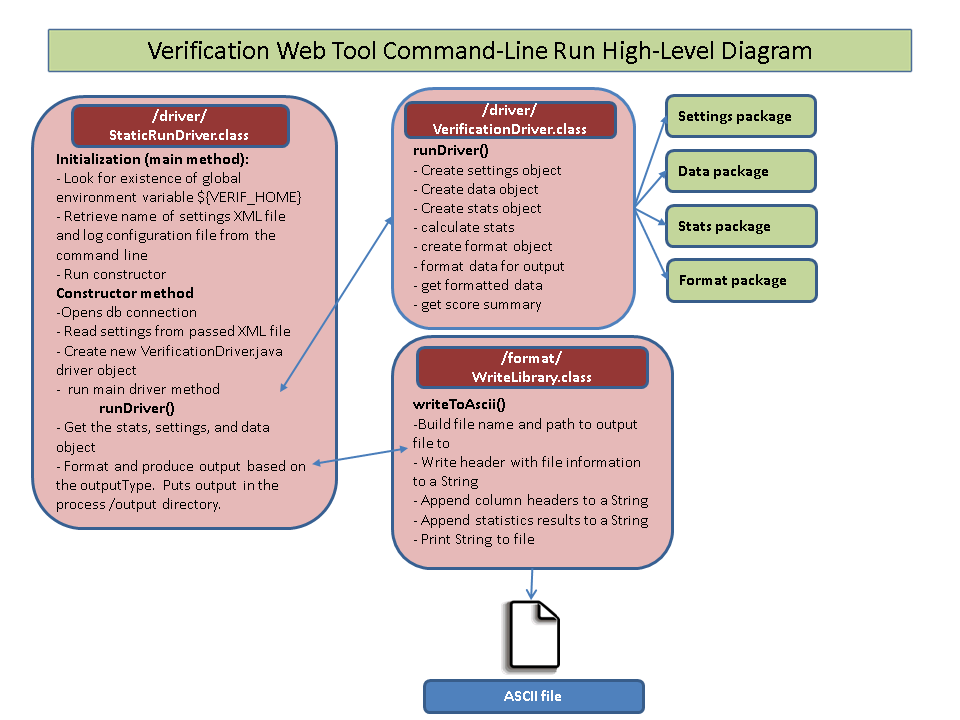 Verification Web Tool Command-Line Run High-Level Diagram
/driver/
StaticRunDriver.class
Initialization (main method):
- Look for existence of global
environment variable ${VERIF_HOME}
- Retrieve name of settings XML file
and log configuration file from the
command line
- Run constructor
Constructor method
-Opens db connection
- Read settings from passed XML file
- Create new VerificationDriver.java
driver object
- run main driver method
runDriver()
- Get the stats, settings, and data
object
- Format and produce output based on
the outputType. Puts output in the
process /output directory.
/driver/
VerificationDriver.class
runDriver()
- Create settings object
- Create data object
- Create stats object
- calculate stats
- create format object
- format data for output
- get formatted data
- get score summary
Settings package
Data package
Stats package
Format package
/format/
WriteLibrary.class
writeToAscii()
-Build file name and path to output
file to
- Write header with file information
to a String
- Append column headers to a String
- Append statistics results to a String
- Print String to file
ASCII file